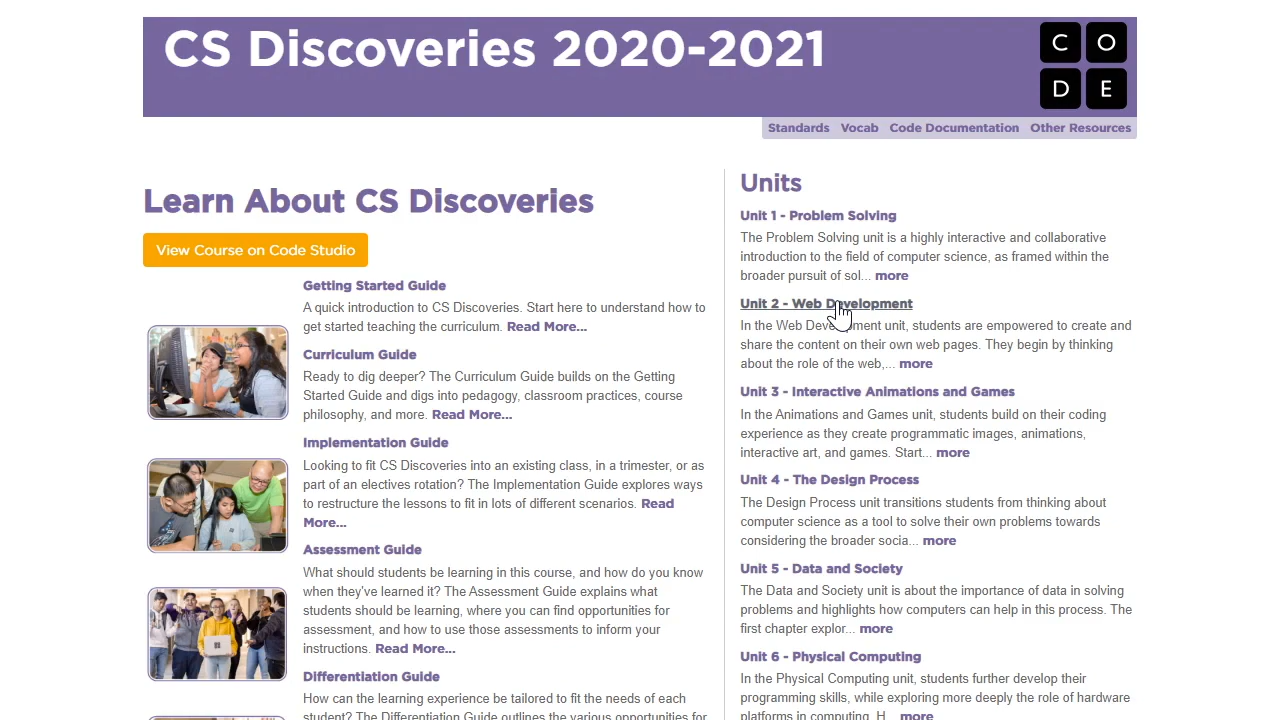 CS Discoveries 2020-2021
C O
D E
Standards Vocab Code Documentation Other Resources
Learn About CS Discoveries
View Course on Code Studio
Getting Started Guide
A quick introduction to CS Discoveries. Start here to understand how to
get started teaching the curriculum. Read More...
Curriculum Guide
Ready to dig deeper? The Curriculum Guide builds on the Getting
Started Guide and digs into pedagogy, classroom practices, course
philosophy, and more. Read More...
Implementation Guide
Looking to fit CS Discoveries into an existing class, in a trimester, or as
part of an electives rotation? The Implementation Guide explores ways
to restructure the lessons to fit in lots of different scenarios. Read
More...
Assessment Guide
What should students be learning in this course, and how do you know
when they've learned it? The Assessment Guide explains what
students should be learning, where you can find opportunities for
assessment, and how to use those assessments to inform your
instructions. Read More...
Differentiation Guide
How can the learning experience be tailored to fit the needs of each
student? The Differentiation Guide outlines the various opportunities for
Units
Unit 1 - Problem Solving
The Problem Solving unit is a highly interactive and collaborative
introduction to the field of computer science, as framed within the
broader pursuit of sol... more
Unit 2 - Web Development
In the Web Development unit, students are empowered to create and
share the content on their own web pages. They begin by thinking
about the role of the web,... more
Unit 3 - Interactive Animations and Games
In the Animations and Games unit, students build on their coding
experience as they create programmatic images, animations,
interactive art, and games. Start... more
Unit 4 - The Design Process
The Design Process unit transitions students from thinking about
computer science as a tool to solve their own problems towards
considering the broader socia... more
Unit 5 - Data and Society
The Data and Society unit is about the importance of data in solving
problems and highlights how computers can help in this process. The
first chapter explor... more
Unit 6 - Physical Computing
In the Physical Computing unit, students further develop their
programming skills, while exploring more deeply the role of hardware
platforms in computing. H... more